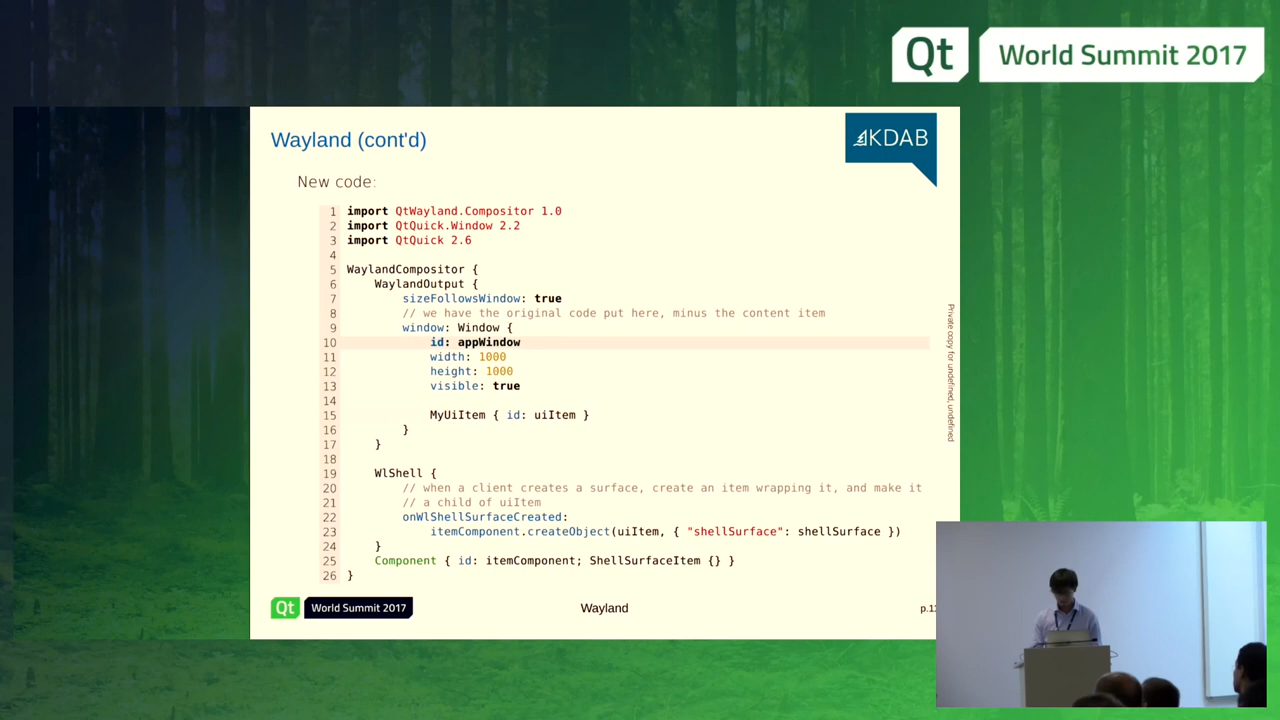 Qt World Summit 2017
Wayland (cont'd)
KDAB
New code:
1 import QtWayland.Compositor 1.0
2 import QtQuick.Window 2.2
3 import QtQuick 2.6
4
5 WaylandCompositor {
6 WaylandOutput {
7 sizeFollowsWindow: true
8 // we have the original code put here, minus the content item
9 window: Window {
10 id: appWindow
11 width: 1000
12 height: 1000
13 visible: true
14
15 MyUiItem { id: uiItem }
16 }
17 }
18
19 WlShell {
20 // when a client creates a surface, create an item wrapping it, and make it
21 // a child of uiItem
22 onWlShellSurfaceCreated:
23 itemComponent.createObject(uiItem, { "shellSurface": shellSurface })
24 }
25 Component { id: itemComponent; ShellSurfaceItem {} }
26 }
Private copy for undefined, undefined
Qt World Summit 2017
Wayland